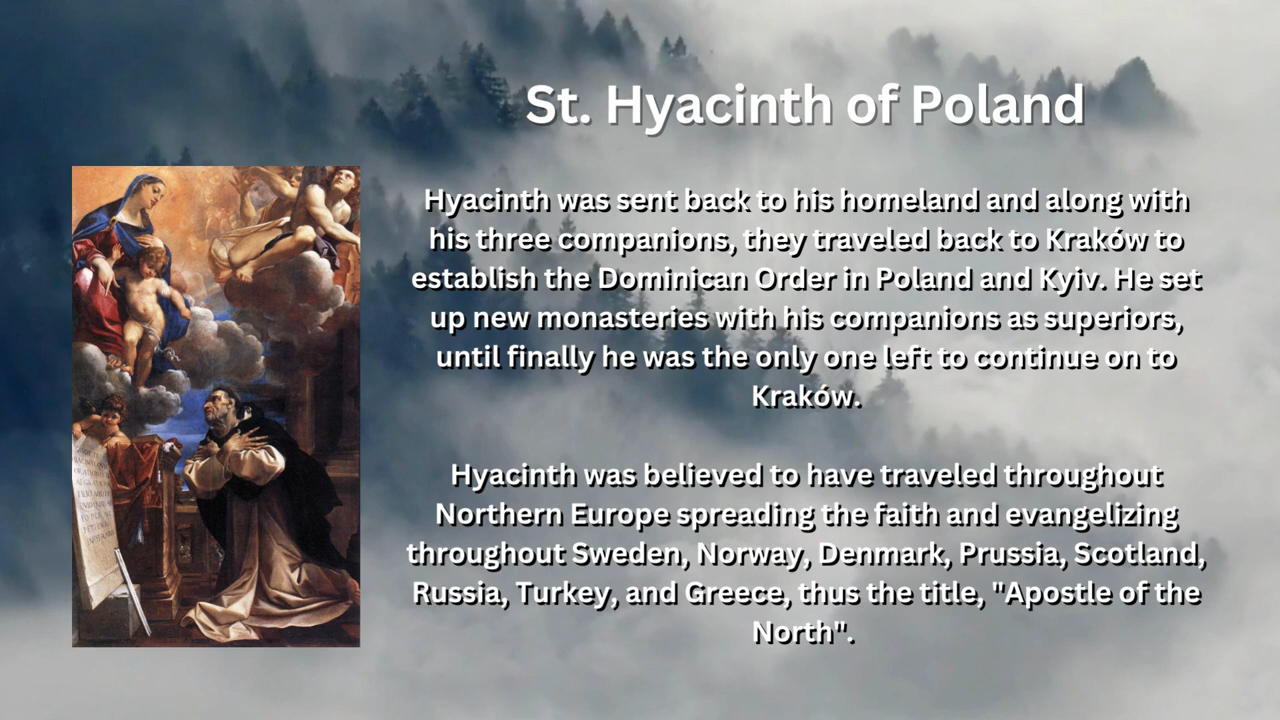 St. Hyacinth of Poland
Hyacinth was sent back to his homeland and along with
his three companions, they traveled back to Kraków to
establish the Dominican Order in Poland and Kyiv. He set
up new monasteries with his companions as superiors,
until finally he was the only one left to continue on to
Kraków.
Hyacinth was believed to have traveled throughout
Northern Europe spreading the faith and evangelizing
throughout Sweden, Norway, Denmark, Prussia, Scotland,
Russia, Turkey, and Greece, thus the title, "Apostle of the
North".